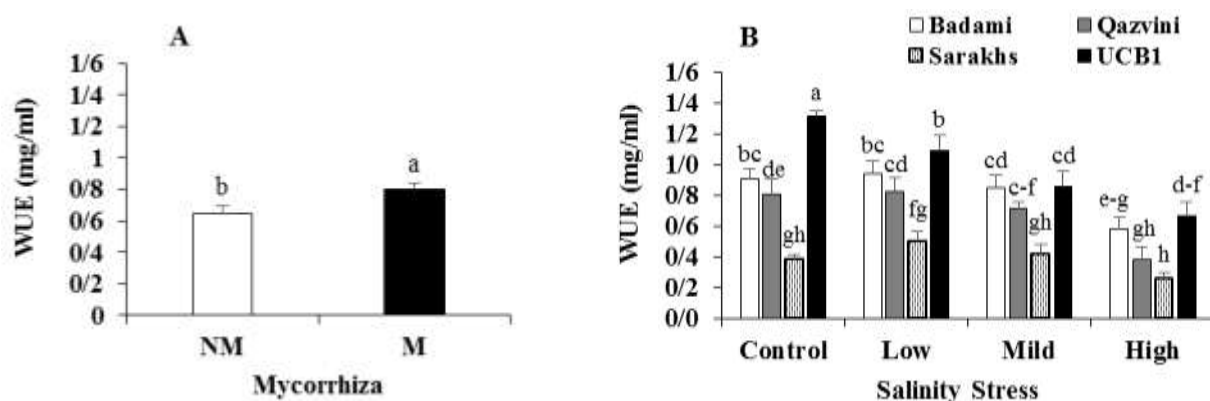 A
WUE (mg/ml)
1/6
1/4
1/2
1
0/8
0/6
0/4
0/2
0
b
a
NM M
Mycorrhiza
B
Badami Qazvini
Sarakhs UCB1
WUE (mg/ml)
1/6
1/4
1/2
1/0
0/8
0/6
0/4
0/2
0/0
bc de gh a
bc cd fg b
cd c-f gh cd
e-g gh h d-f
Control Low Mild High
Salinity Stress